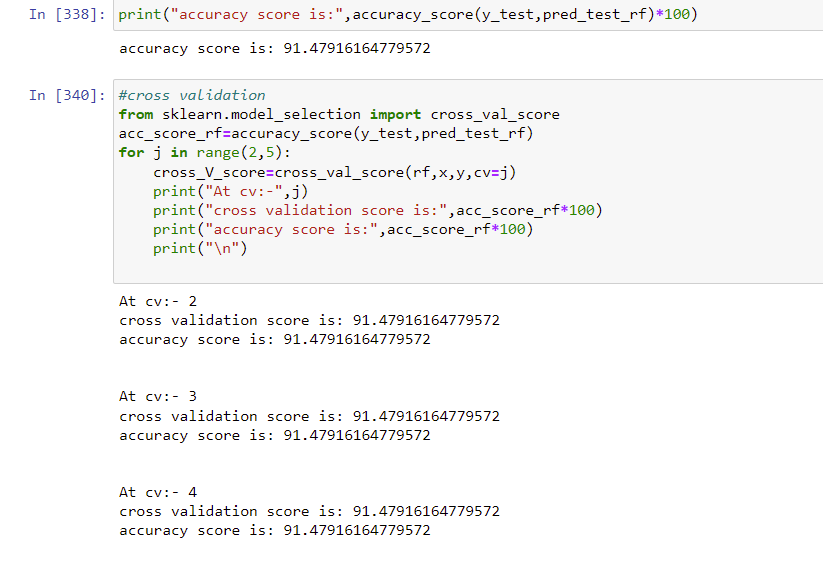 In [338]: print("accuracy score is:",accuracy_score(y_test,pred_test_rf)*100)
accuracy score is: 91.47916164779572
In [340]: #cross validation
from sklearn.model_selection import cross_val_score
acc_score_rf=accuracy_score(y_test,pred_test_rf)
for j in range(2,5):
    cross_V_score=cross_val_score(rf,x,y,cv=j)
    print("At cv:-",j)
    print("cross validation score is:",acc_score_rf*100)
    print("accuracy score is:",acc_score_rf*100)
    print("\n")
At cv:- 2
cross validation score is: 91.47916164779572
accuracy score is: 91.47916164779572
At cv:- 3
cross validation score is: 91.47916164779572
accuracy score is: 91.47916164779572
At cv:- 4
cross validation score is: 91.47916164779572
accuracy score is: 91.47916164779572